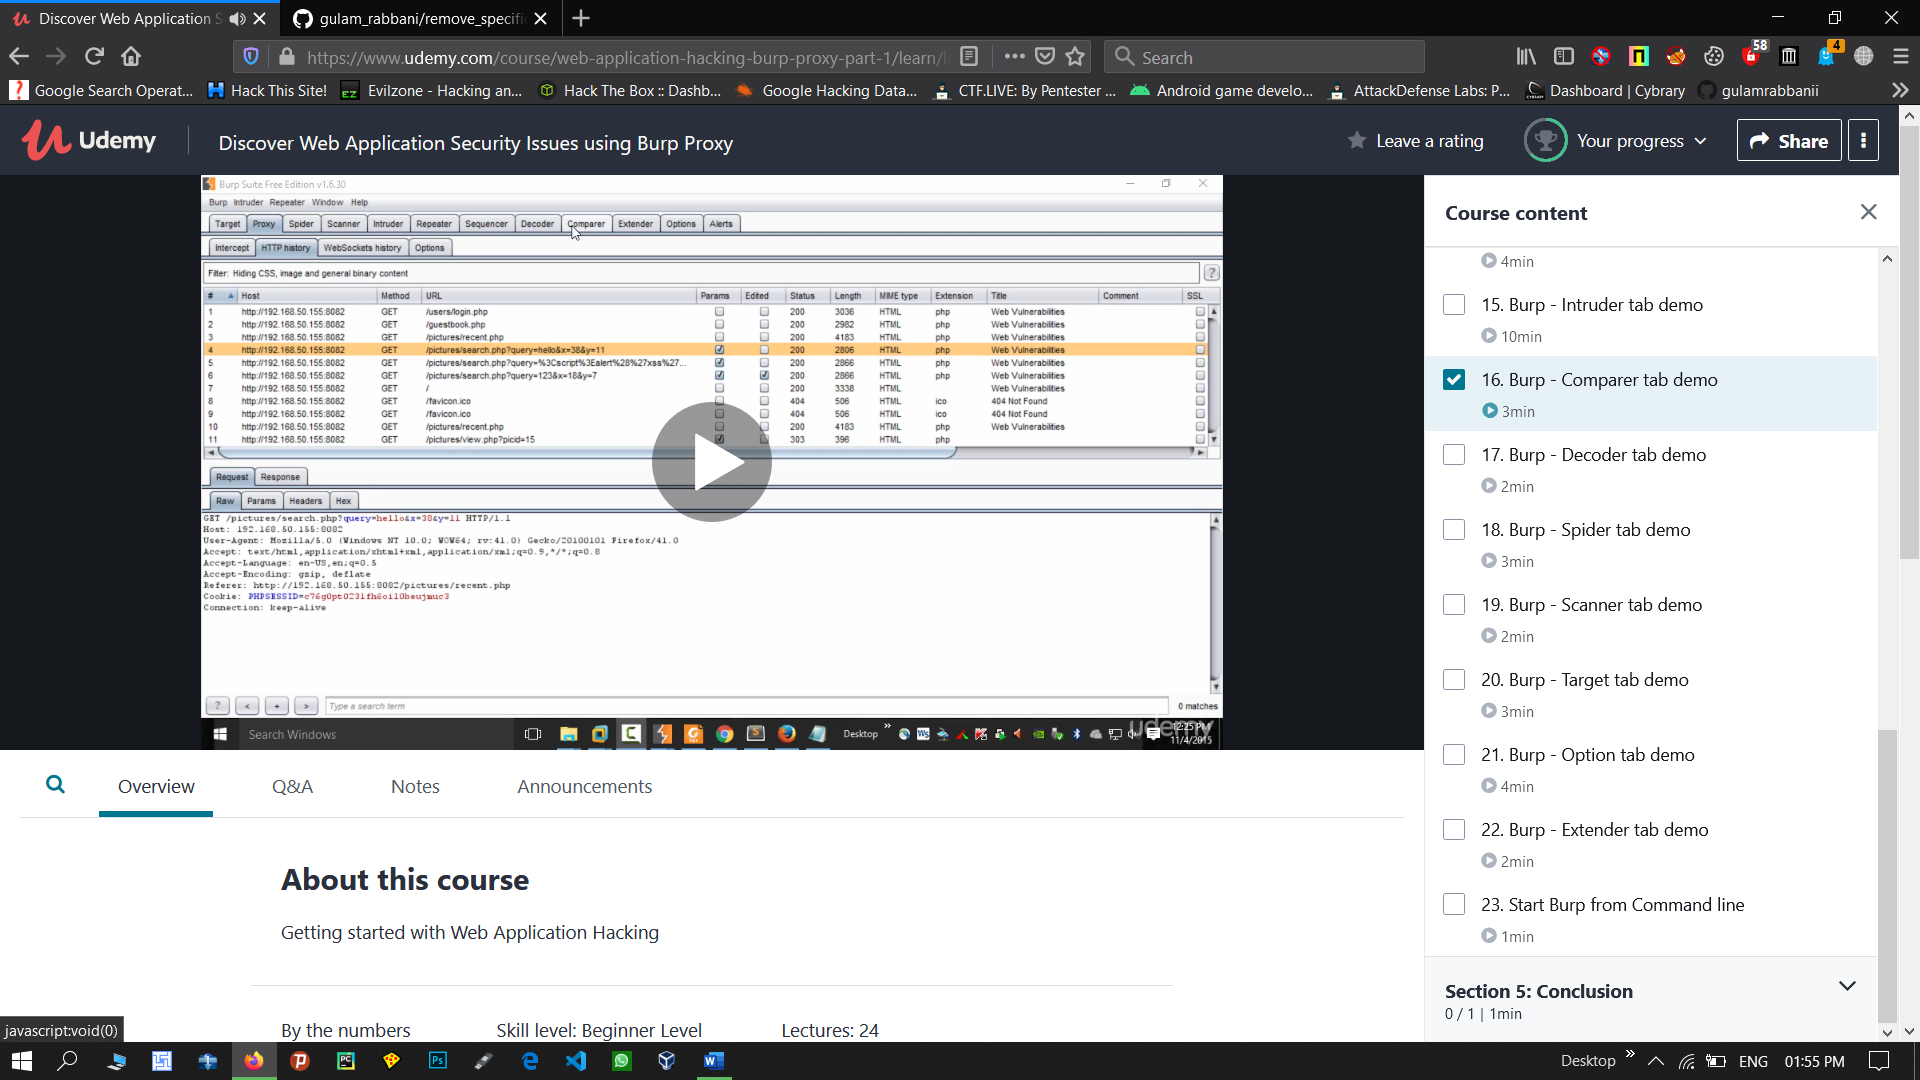 Discover Web Application S
gulam_rabbani/remove_specifi
https://www.udemy.com/course/web-application-hacking-burp-proxy-part-1/learn/l
Search
58
4
Google Search Operat...
Hack This Site!
Evilzone - Hacking an...
Hack The Box :: Dashb...
Google Hacking Data...
CTF.LIVE: By Pentester ...
Android game develo...
AttackDefense Labs: P...
Dashboard | Cybrary
gulamrabbanii
Udemy
Discover Web Application Security Issues using Burp Proxy
Leave a rating
Your progress
Share
Burp Suite Free Edition v1.6.30
Burp Intruder Repeater Window Help
Target Proxy Spider Scanner Intruder Repeater Sequencer Decoder Comparer Extender Options Alerts
Intercept HTTP history WebSockets history Options
Filter: Hiding CSS, image and general binary content ?
# Host Method URL Params Edited Status Length MIME type Extension Title Comment SSL
1 http://192.168.50.155:8082 GET /users/login.php 200 3036 HTML php Web Vulnerabilities
2 http://192.168.50.155:8082 GET /guestbook.php 200 2982 HTML php Web Vulnerabilities
3 http://192.168.50.155:8082 GET /pictures/recent.php 200 4183 HTML php Web Vulnerabilities
4 http://192.168.50.155:8082 GET /pictures/search.php?query=hello&x=38&y=11 200 2806 HTML php Web Vulnerabilities
5 http://192.168.50.155:8082 GET /pictures/search.php?query=%3Cscript%3Ealert%28%27xss%27... 200 2866 HTML php Web Vulnerabilities
6 http://192.168.50.155:8082 GET /pictures/search.php?query=123&x=18&y=7 200 2866 HTML php Web Vulnerabilities
7 http://192.168.50.155:8082 GET / 200 3338 HTML Web Vulnerabilities
8 http://192.168.50.155:8082 GET /favicon.ico 404 506 HTML ico 404 Not Found
9 http://192.168.50.155:8082 GET /favicon.ico 404 506 HTML ico 404 Not Found
10 http://192.168.50.155:8082 GET /pictures/recent.php 200 4183 HTML php Web Vulnerabilities
11 http://192.168.50.155:8082 GET /pictures/view.php?picid=15 303 396 HTML php
Request Response
Raw Params Headers Hex
GET /pictures/search.php?query=hello&x=38&y=11 HTTP/1.1
Host: 192.168.50.155:8082
User-Agent: Mozilla/5.0 (Windows NT 10.0; WOW64; rv:41.0) Gecko/20100101 Firefox/41.0
Accept: text/html,application/xhtml+xml,application/xml;q=0.9,*/*;q=0.8
Accept-Language: en-US,en;q=0.5
Accept-Encoding: gzip, deflate
Referer: http://192.168.50.155:8082/pictures/recent.php
Cookie: PHPSESSID=
Connection: keep-alive
? < + > Type a search term 0 matches
Search Windows
Desktop
udemy
12:25 PM
11/4/2015
Course content
4min
15. Burp - Intruder tab demo
10min
16. Burp - Comparer tab demo
3min
17. Burp - Decoder tab demo
2min
18. Burp - Spider tab demo
3min
19. Burp - Scanner tab demo
2min
20. Burp - Target tab demo
3min
21. Burp - Option tab demo
4min
22. Burp - Extender tab demo
2min
23. Start Burp from Command line
1min
Section 5: Conclusion
0 / 1 | 1min
Overview
Q&A
Notes
Announcements
About this course
Getting started with Web Application Hacking
By the numbers
Skill level: Beginner Level
Lectures: 24
javascript:void(0)
Desktop
ENG
01:55 PM